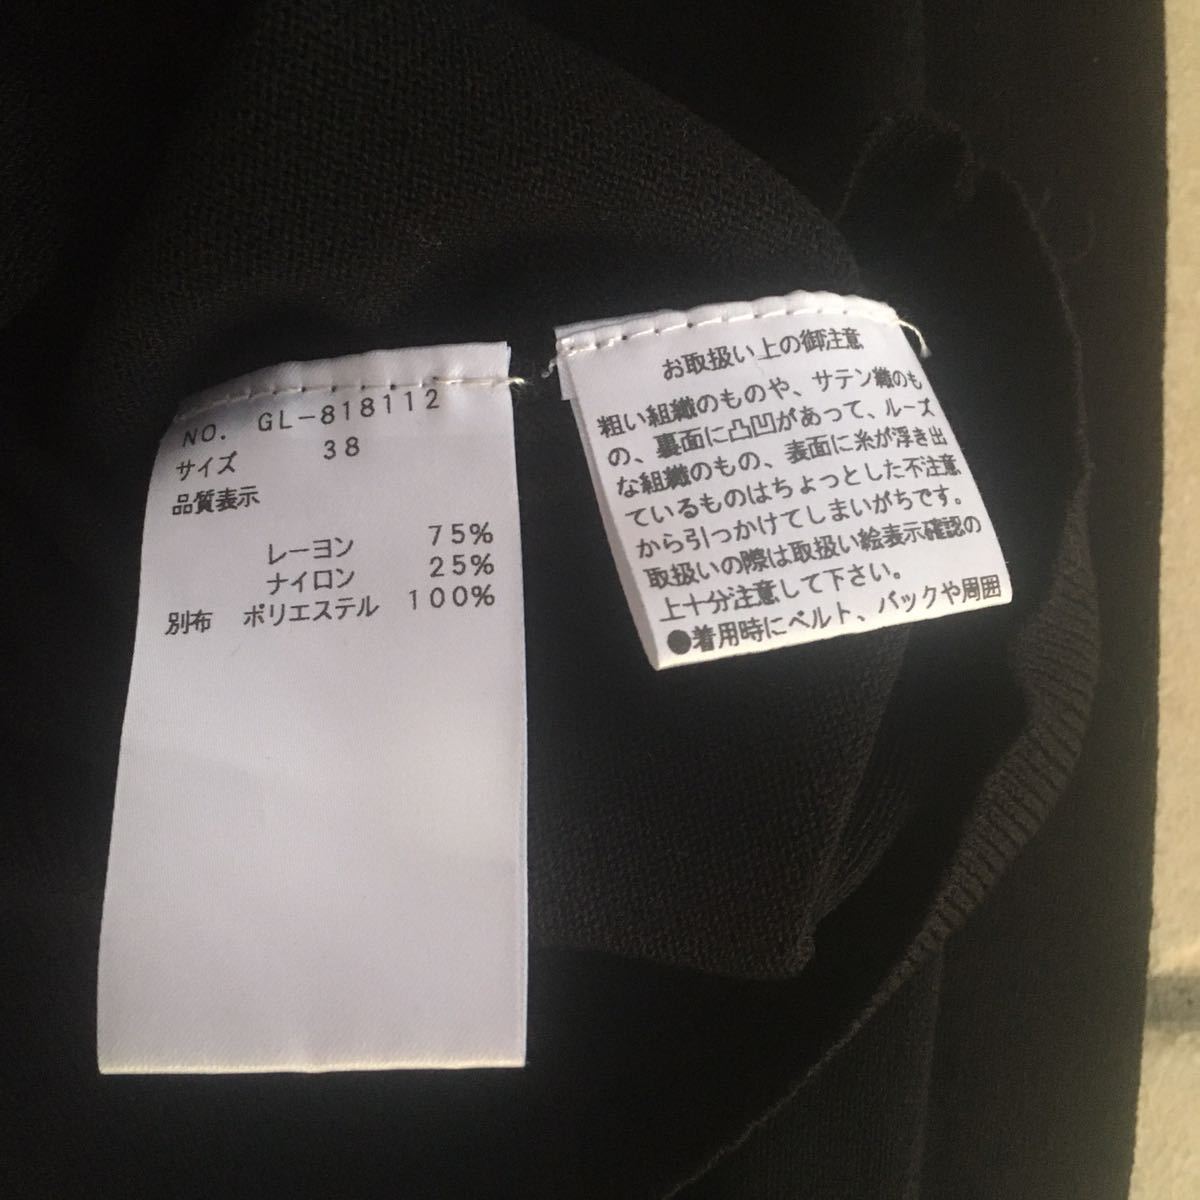 NO. GL-818112
サイズ 38
品質表示
レーヨン 75%
ナイロン 25%
別布 ポリエステル 100%
お取扱い上の御注意
粗い組織のものや、サテン織のも
の、裏面に凸凹があって、ルーズ
な組織のもの、表面に糸が浮き出
ているものはちょっとした不注意
から引っかけてしまいがちです。
取扱いの際は取扱い絵表示確認の
上十分注意して下さい。
●着用時にベルト、バックや周囲